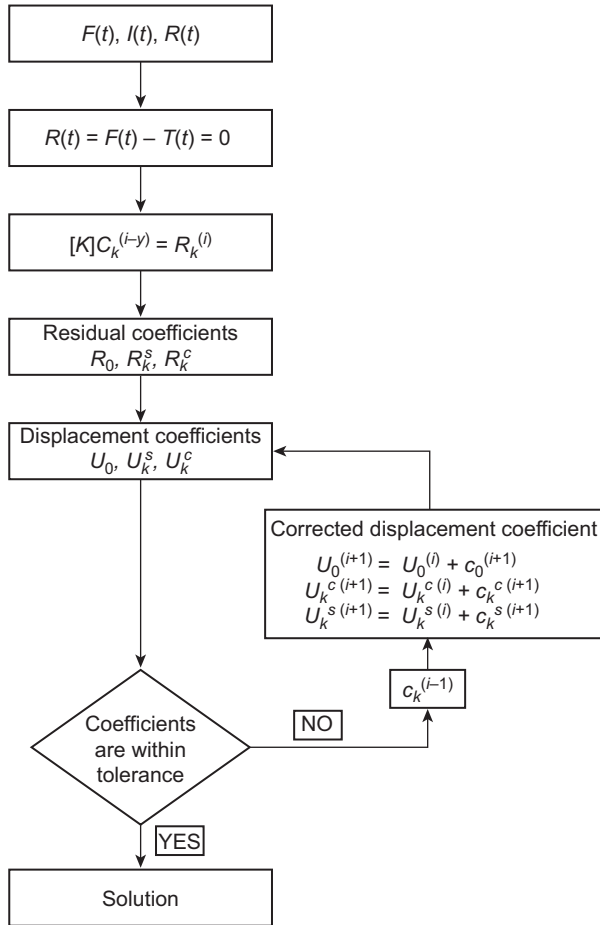 F(t), I(t), R(t)
R(t) = F(t) – T(t) = 0
[K]C_k^(i–y) = R_k^(i)
Residual coefficients
R_0, R_k^s, R_k^c
Displacement coefficients
U_0, U_k^s, U_k^c
Corrected displacement coefficient
U_0^(i+1) = U_0^(i) + c_0^(i+1)
U_k^c (i+1) = U_k^c (i) + c_k^c (i+1)
U_k^s (i+1) = U_k^s (i) + c_k^s (i+1)
c_k^(i–1)
Coefficients
are within
tolerance
NO
YES
Solution